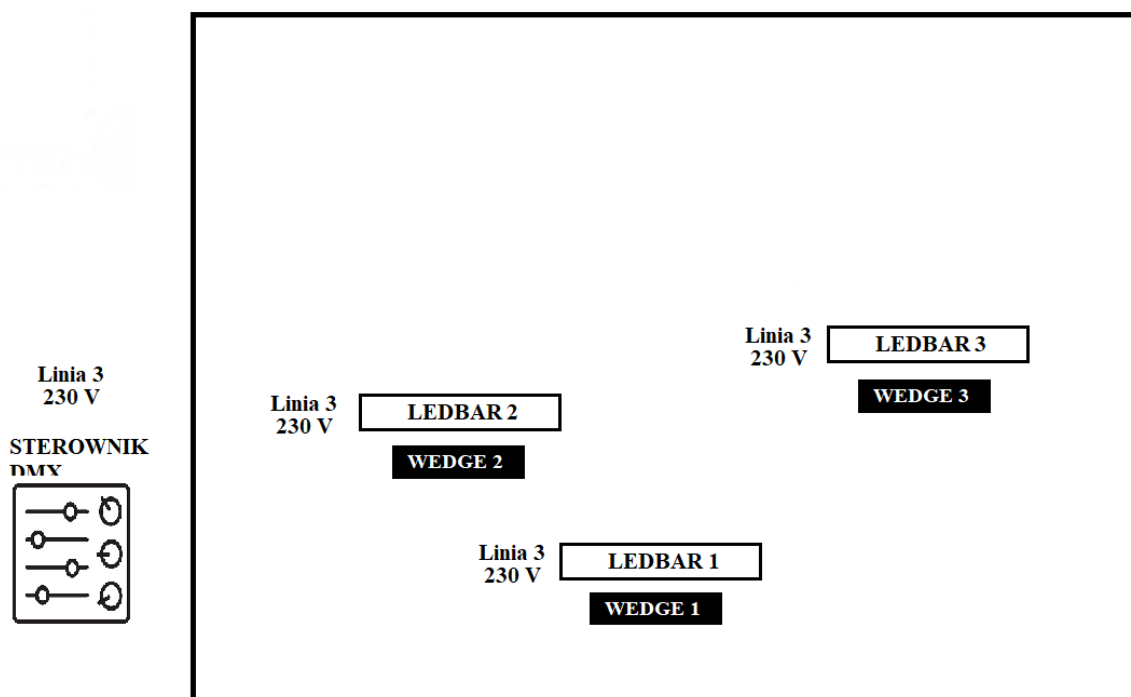 Linia 3
230 V
LEDBAR 3
WEDGE 3
Linia 3
230 V
STEROWNIK
DMX
Linia 3
230 V
LEDBAR 2
WEDGE 2
Linia 3
230 V
LEDBAR 1
WEDGE 1